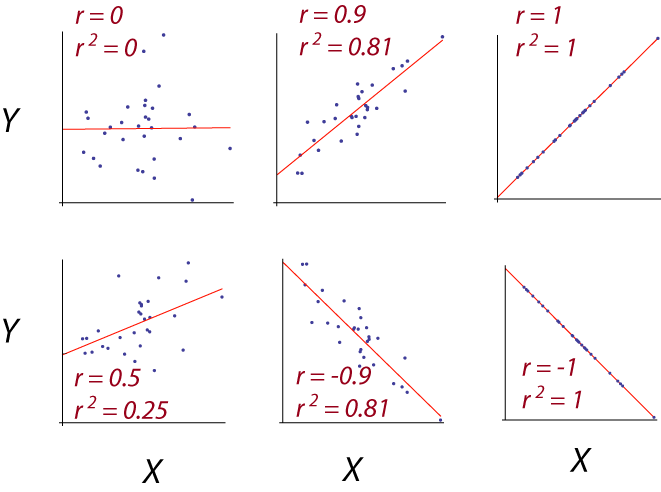 r = 0
r² = 0
r = 0.9
r² = 0.81
r = 1
r² = 1
Y
r = 0.5
r² = 0.25
r = -0.9
r² = 0.81
r = -1
r² = 1
Y
X
X
X